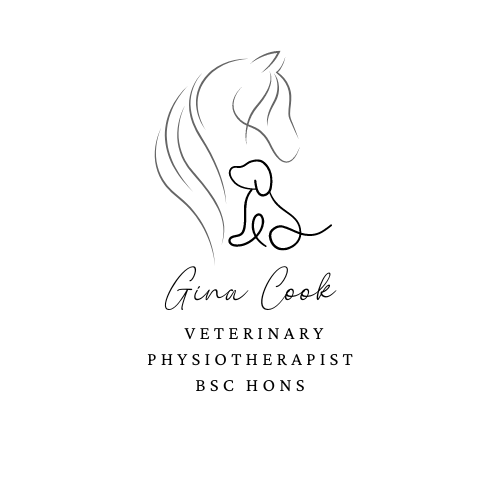 Gina Cook
VETERINARY
PHYSIOTHERAPIST
BSC HONS